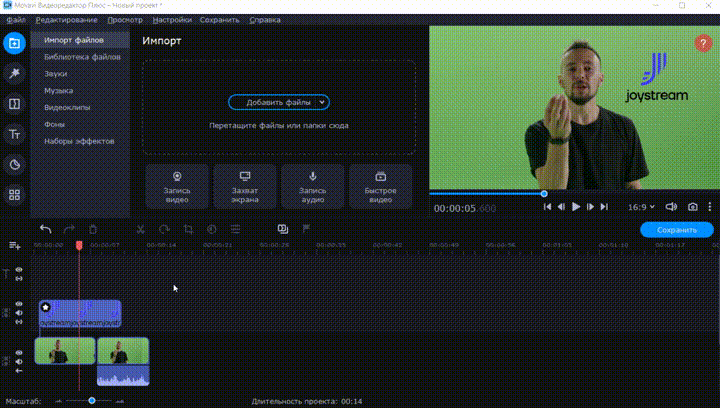 Мовави Видеоредактор Плюс – Новый проект *
Файл Редактирование Просмотр Настройки Сохранить Справка
Импорт файлов
Библиотека файлов
Звуки
Музыка
Видеоклипы
Фоны
Наборы эффектов
Импорт
Добавить файлы
Перетащите файлы или папки сюда
Запись видео
Захват экрана
Запись аудио
Быстрое видео
joystream
?
00:00:05.600
16:9
Сохранить
00:00:00 00:00:07 00:00:14 00:00:21 00:00:28 00:00:35 00:00:42 00:00:49 00:00:56 00:01:03 00:01:10 00:01:17
Масштаб:
Длительность проекта: 00:14